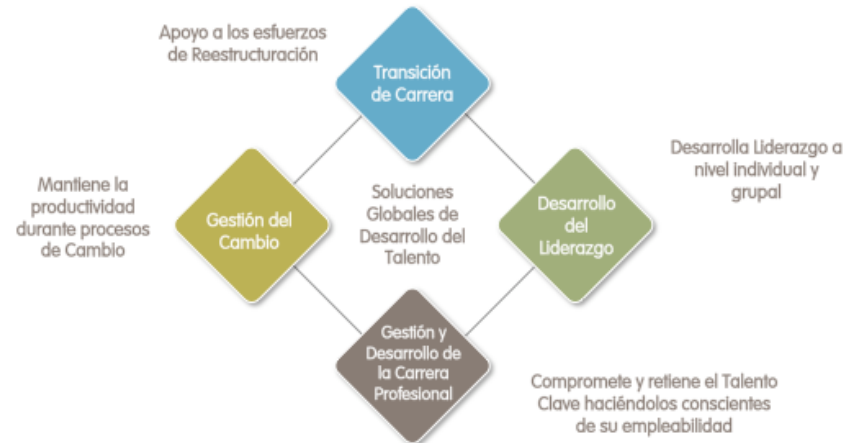 Apoyo a los esfuerzos
de Reestructuración
Transición
de Carrera
Mantiene la
productividad
durante procesos
de Cambio
Gestión del
Cambio
Soluciones
Globales de
Desarrollo del
Talento
Desarrollo
del
Liderazgo
Desarrolla Liderazgo a
nivel individual y
grupal
Gestión y
Desarrollo de
la Carrera
Profesional
Compromete y retiene el Talento
Clave haciéndolos conscientes
de su empleabilidad